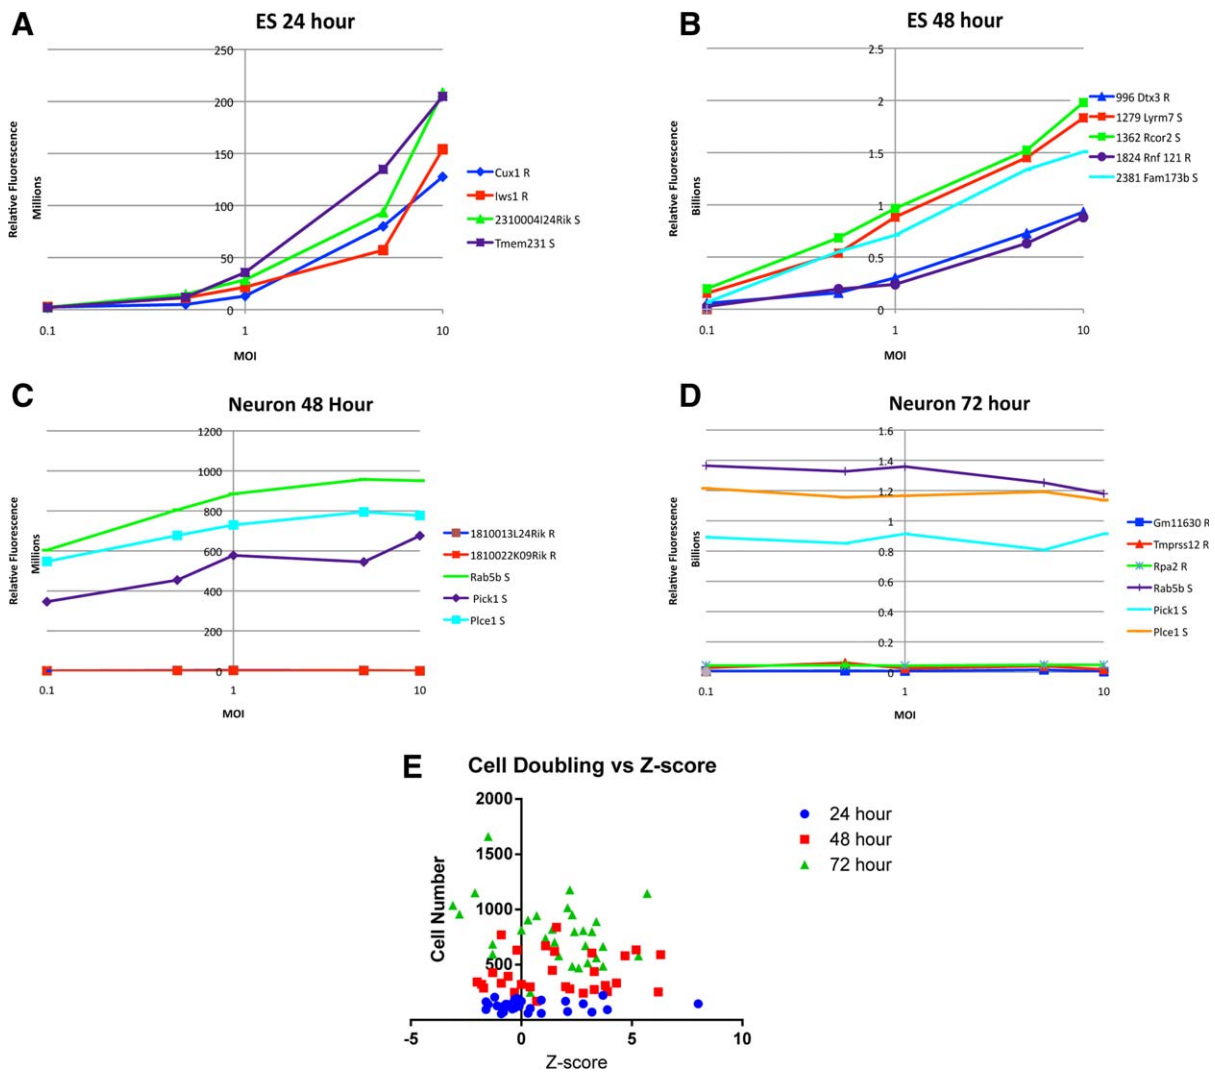 A
ES 24 hour
Relative Fluorescence
Millions
250
200
150
100
50
0
0.1
1
10
MOI
Cux1 R
Iws1 R
2310004I24Rik S
Tmem231 S
B
ES 48 hour
Relative Fluorescence
Billions
2.5
2
1.5
1
0.5
0
0.1
1
10
MOI
996 Dtx3 R
1279 Lyrm7 S
1362 Rcor2 S
1824 Rnf 121 R
2381 Fam173b S
C
Neuron 48 Hour
Relative Fluorescence
Millions
1200
1000
800
600
400
200
0
0.1
1
10
MOI
1810013L24Rik R
1810022K09Rik R
Rab5b S
Pick1 S
Plce1 S
D
Neuron 72 hour
Relative Fluorescence
Billions
1.6
1.4
1.2
1
0.8
0.6
0.4
0.2
0
0.1
1
10
MOI
Gm11630 R
Tmprss12 R
Rpa2 R
Rab5b S
Pick1 S
Plce1 S
E
Cell Doubling vs Z-score
Cell Number
2000
1500
1000
500
-5
0
5
10
Z-score
24 hour
48 hour
72 hour